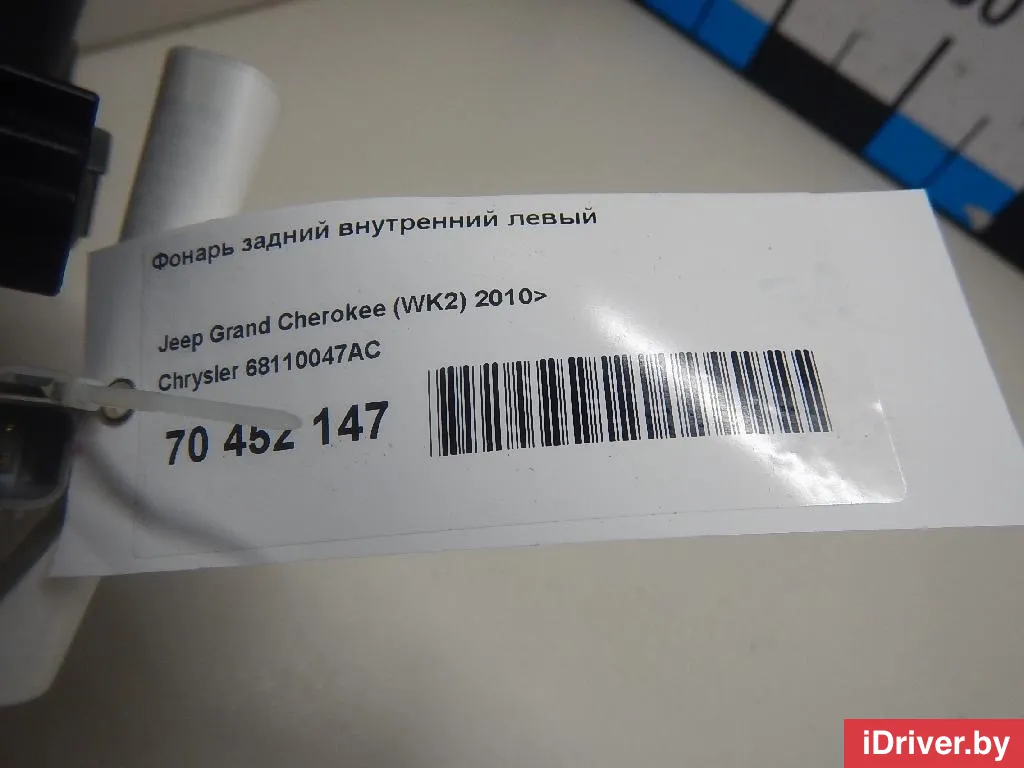 Фонарь задний внутренний левый
Jeep Grand Cherokee (WK2) 2010>
Chrysler 68110047AC
70 452 147
iDriver.by